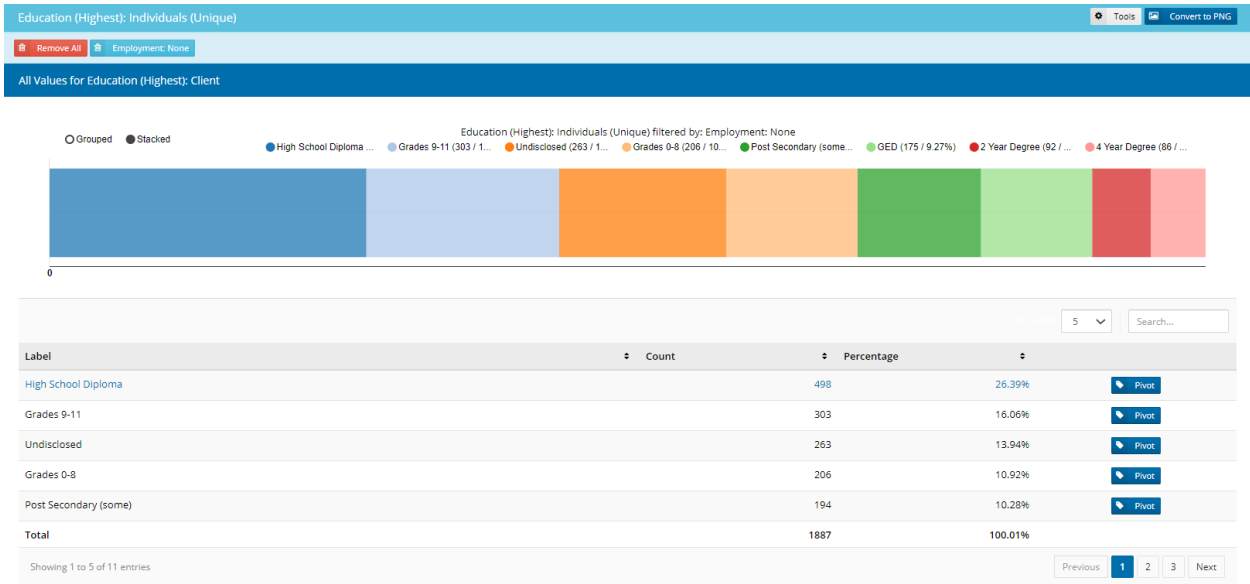 Education (Highest): Individuals (Unique) Tools Convert to PNG
Remove All Employment: None
All Values for Education (Highest): Client
Education (Highest): Individuals (Unique) filtered by: Employment: None
Grouped Stacked
High School Diploma ... Grades 9-11 (303 / 1... Undisclosed (263 / 1... Grades 0-8 (206 / 10... Post Secondary (some... GED (175 / 9.27%) 2 Year Degree (92 / ... 4 Year Degree (86 / ...
0
5 Search...
Label Count Percentage
High School Diploma 498 26.39% Pivot
Grades 9-11 303 16.06% Pivot
Undisclosed 263 13.94% Pivot
Grades 0-8 206 10.92% Pivot
Post Secondary (some) 194 10.28% Pivot
Total 1887 100.01%
Showing 1 to 5 of 11 entries Previous 1 2 3 Next